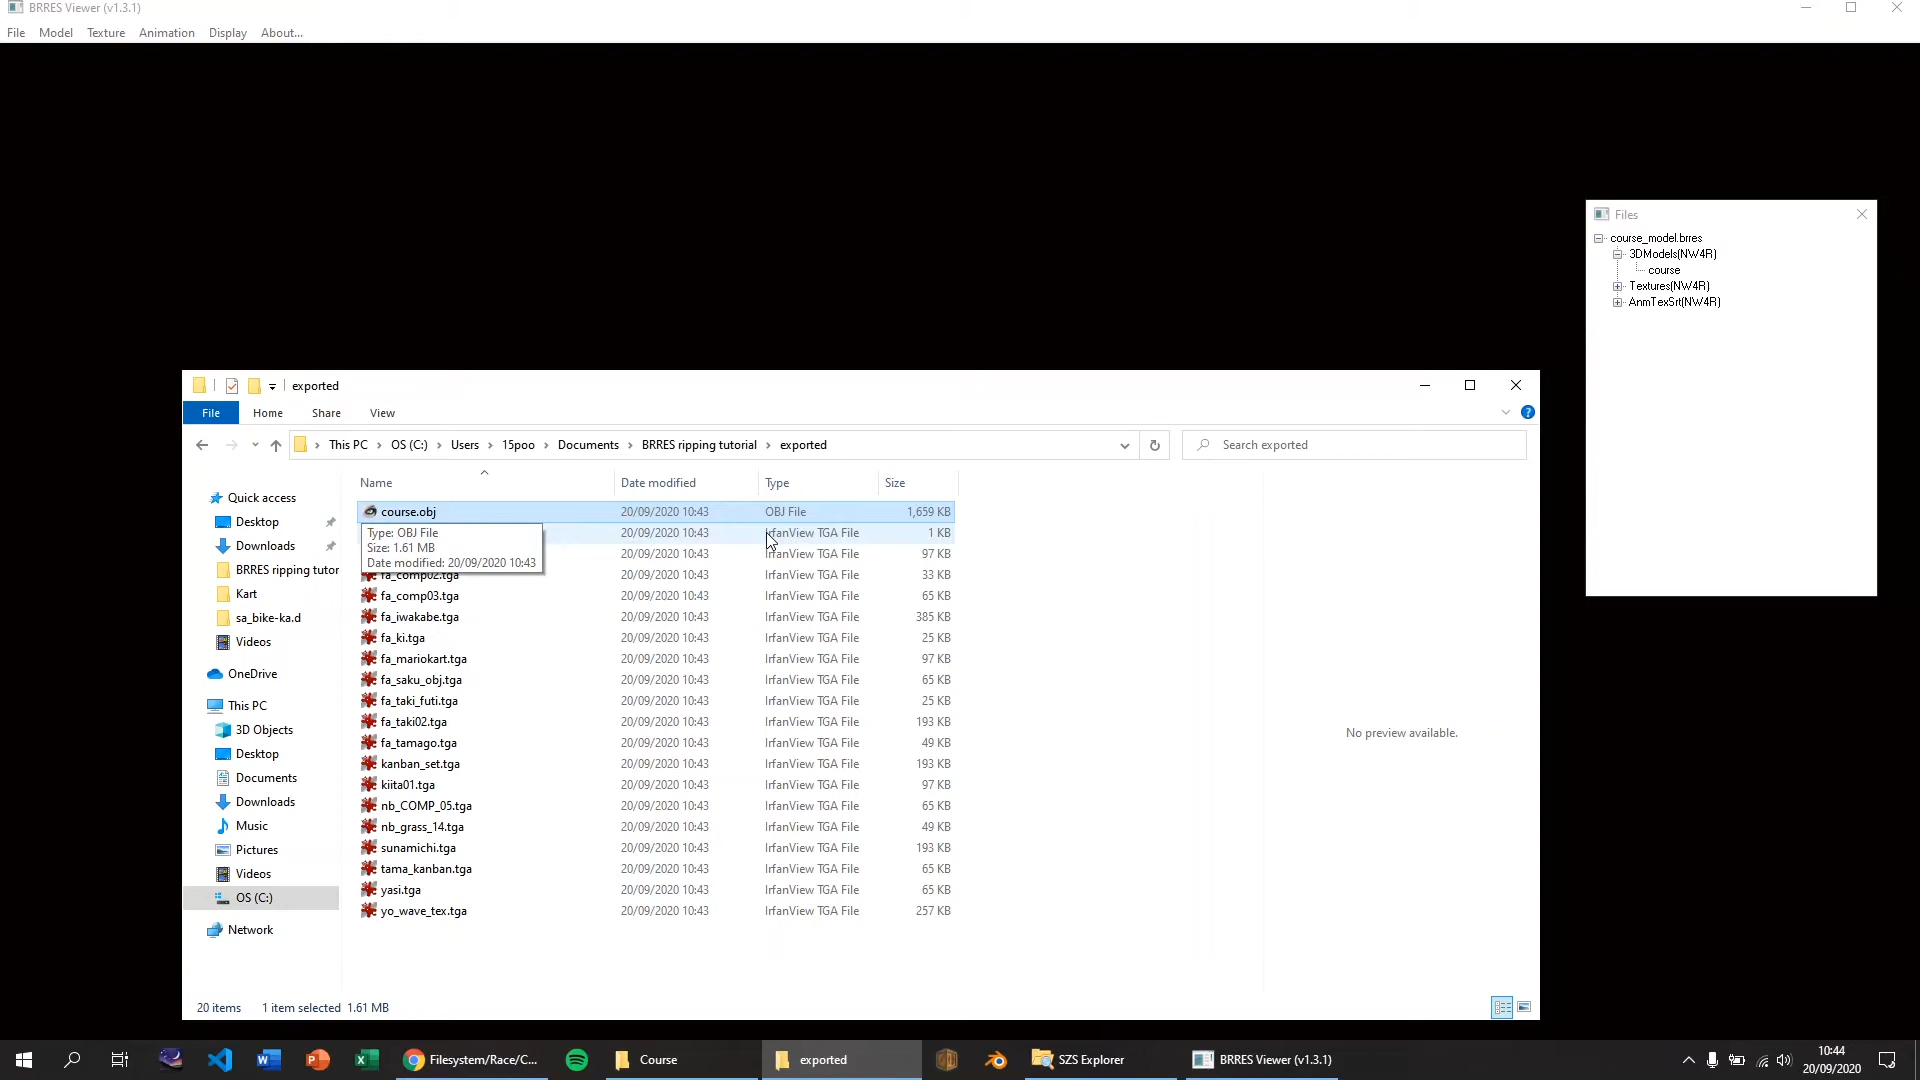 BRRES Viewer (v1.3.1)
File Model Texture Animation Display About...
Files
course_model.brres
3DModels(NW4R)
course
Textures(NW4R)
AnmTexSrt(NW4R)
exported
File Home Share View
This PC OS (C:) Users 15poo Documents BRRES ripping tutorial exported
Search exported
Name Date modified Type Size
Quick access
Desktop
Downloads
BRRES ripping tutor
Kart
sa_bike-ka.d
Videos
OneDrive
This PC
3D Objects
Desktop
Documents
Downloads
Music
Pictures
Videos
OS (C:)
Network
course.obj 20/09/2020 10:43 OBJ File 1,659 KB
20/09/2020 10:43 IrfanView TGA File 1 KB
20/09/2020 10:43 IrfanView TGA File 97 KB
Type: OBJ File
Size: 1.61 MB
Date modified: 20/09/2020 10:43
fa_comp02.tga 20/09/2020 10:43 IrfanView TGA File 33 KB
fa_comp03.tga 20/09/2020 10:43 IrfanView TGA File 65 KB
fa_iwakabe.tga 20/09/2020 10:43 IrfanView TGA File 385 KB
fa_ki.tga 20/09/2020 10:43 IrfanView TGA File 25 KB
fa_mariokart.tga 20/09/2020 10:43 IrfanView TGA File 97 KB
fa_saku_obj.tga 20/09/2020 10:43 IrfanView TGA File 65 KB
fa_taki_futi.tga 20/09/2020 10:43 IrfanView TGA File 25 KB
fa_taki02.tga 20/09/2020 10:43 IrfanView TGA File 193 KB
fa_tamago.tga 20/09/2020 10:43 IrfanView TGA File 49 KB
kanban_set.tga 20/09/2020 10:43 IrfanView TGA File 193 KB
kiita01.tga 20/09/2020 10:43 IrfanView TGA File 97 KB
nb_COMP_05.tga 20/09/2020 10:43 IrfanView TGA File 65 KB
nb_grass_14.tga 20/09/2020 10:43 IrfanView TGA File 49 KB
sunamichi.tga 20/09/2020 10:43 IrfanView TGA File 193 KB
tama_kanban.tga 20/09/2020 10:43 IrfanView TGA File 65 KB
yasi.tga 20/09/2020 10:43 IrfanView TGA File 65 KB
yo_wave_tex.tga 20/09/2020 10:43 IrfanView TGA File 257 KB
No preview available.
20 items 1 item selected 1.61 MB
Filesystem/Race/C... Course exported SZS Explorer BRRES Viewer (v1.3.1)
10:44
20/09/2020